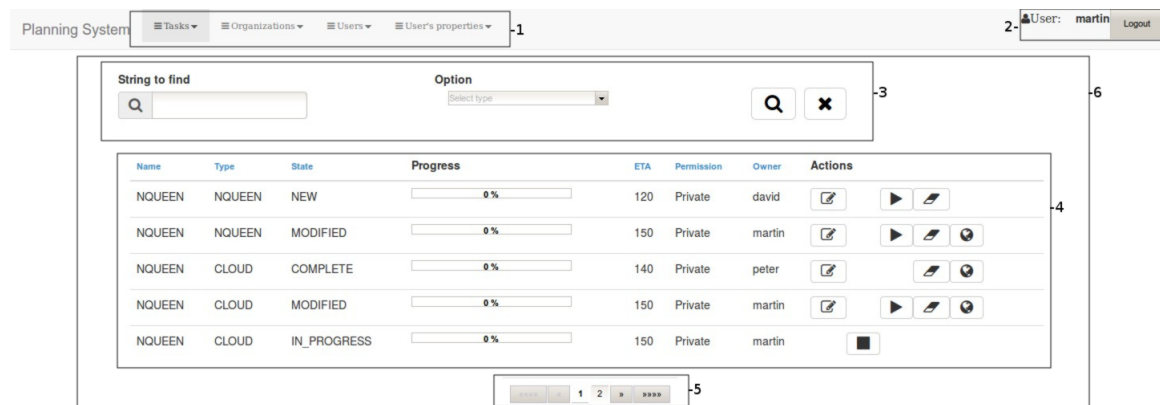 Planning System Tasks Organizations Users User's properties -1 2- User: martin Logout
String to find Option
Select type
-3 -6
Name Type State Progress ETA Permission Owner Actions
NQUEEN NQUEEN NEW 0 % 120 Private david
-4
NQUEEN NQUEEN MODIFIED 0 % 150 Private martin
NQUEEN CLOUD COMPLETE 0 % 140 Private peter
NQUEEN CLOUD MODIFIED 0 % 150 Private martin
NQUEEN CLOUD IN_PROGRESS 0 % 150 Private martin
«««« « 1 2 » »»»» -5